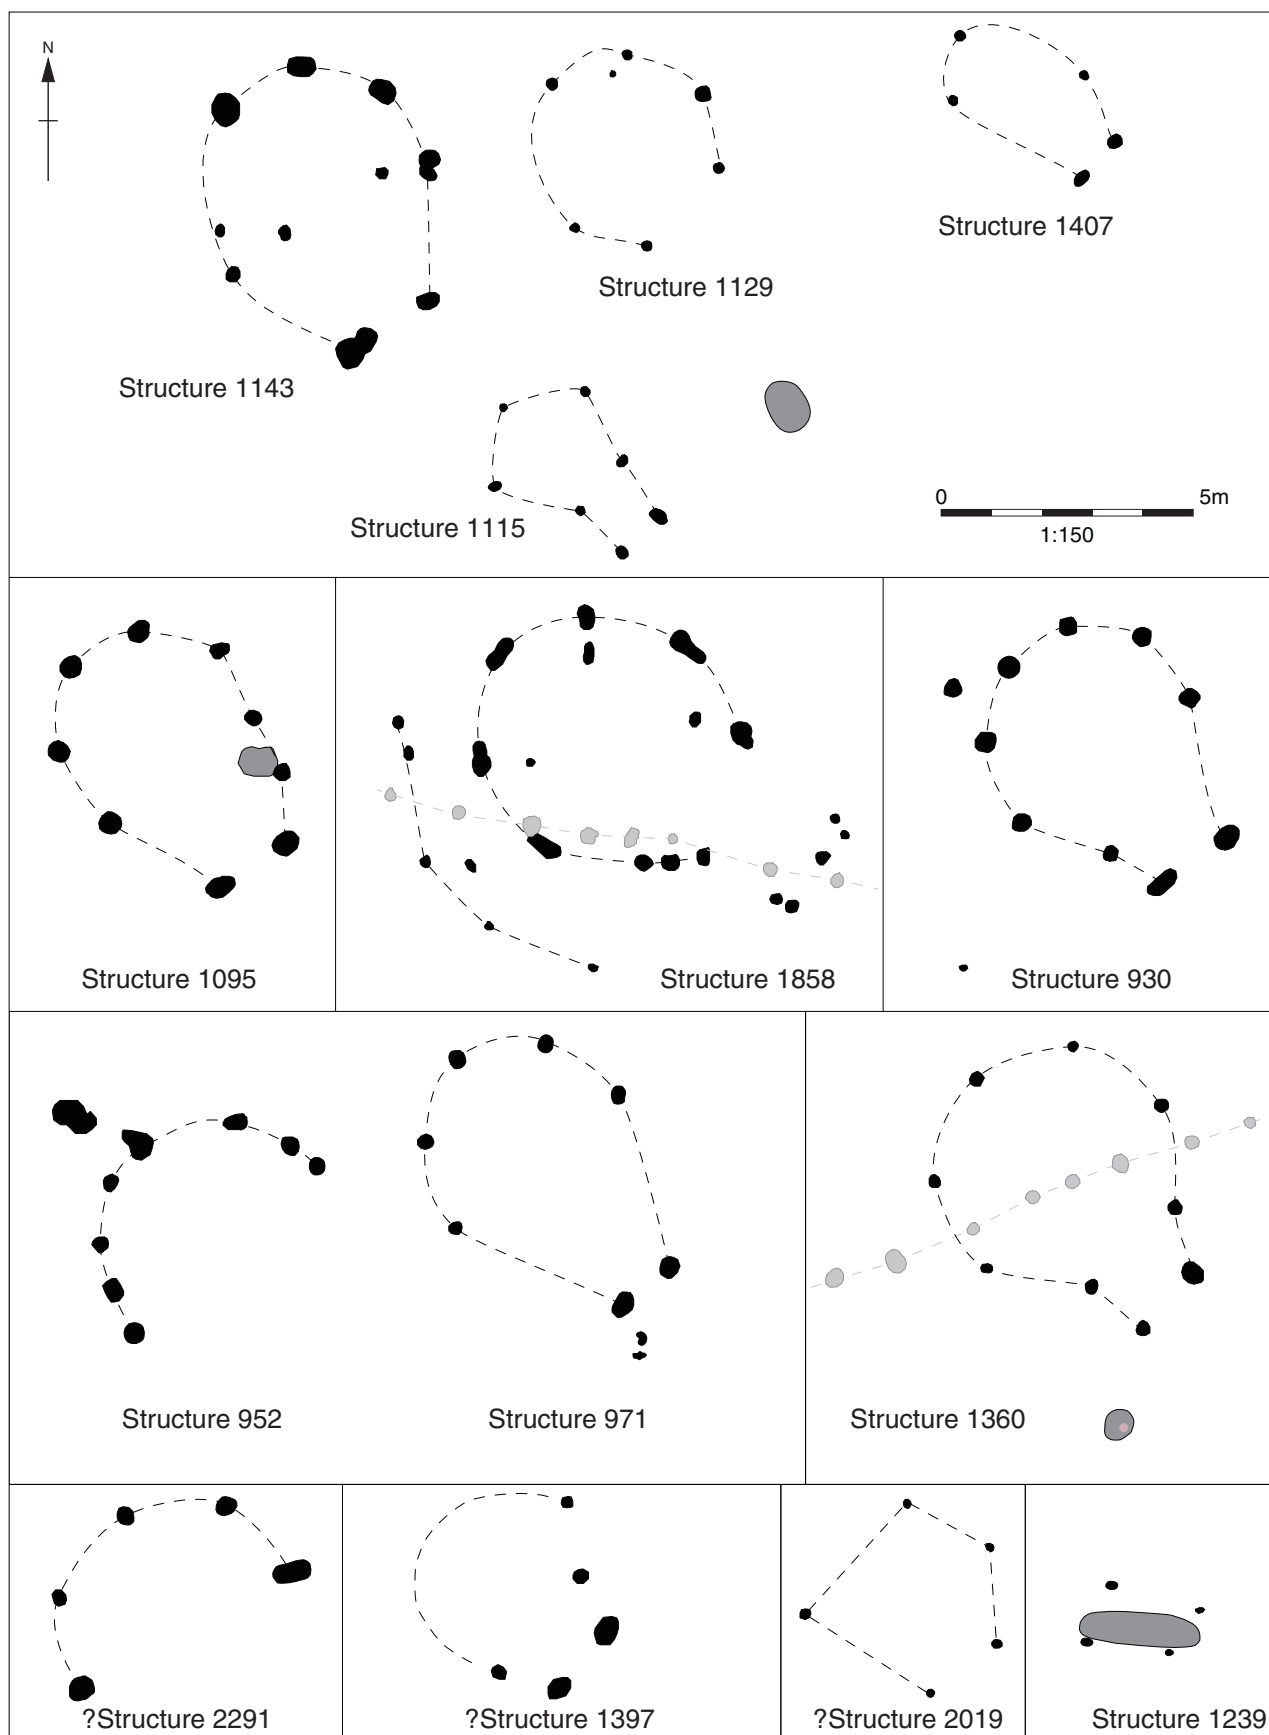 N
Structure 1407
Structure 1129
Structure 1143
Structure 1115
0 5m
1:150
Structure 1095
Structure 1858
Structure 930
Structure 952
Structure 971
Structure 1360
?Structure 2291
?Structure 1397
?Structure 2019
Structure 1239